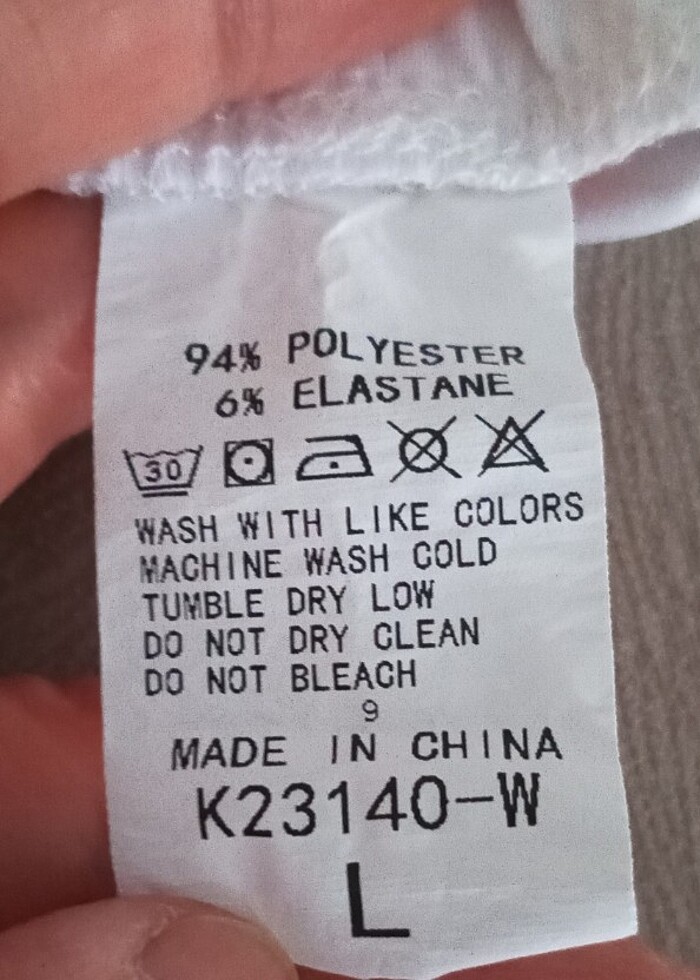 94% POLYESTER
6% ELASTANE
30
WASH WITH LIKE COLORS
MACHINE WASH COLD
TUMBLE DRY LOW
DO NOT DRY CLEAN
DO NOT BLEACH
9
MADE IN CHINA
K23140-W
L